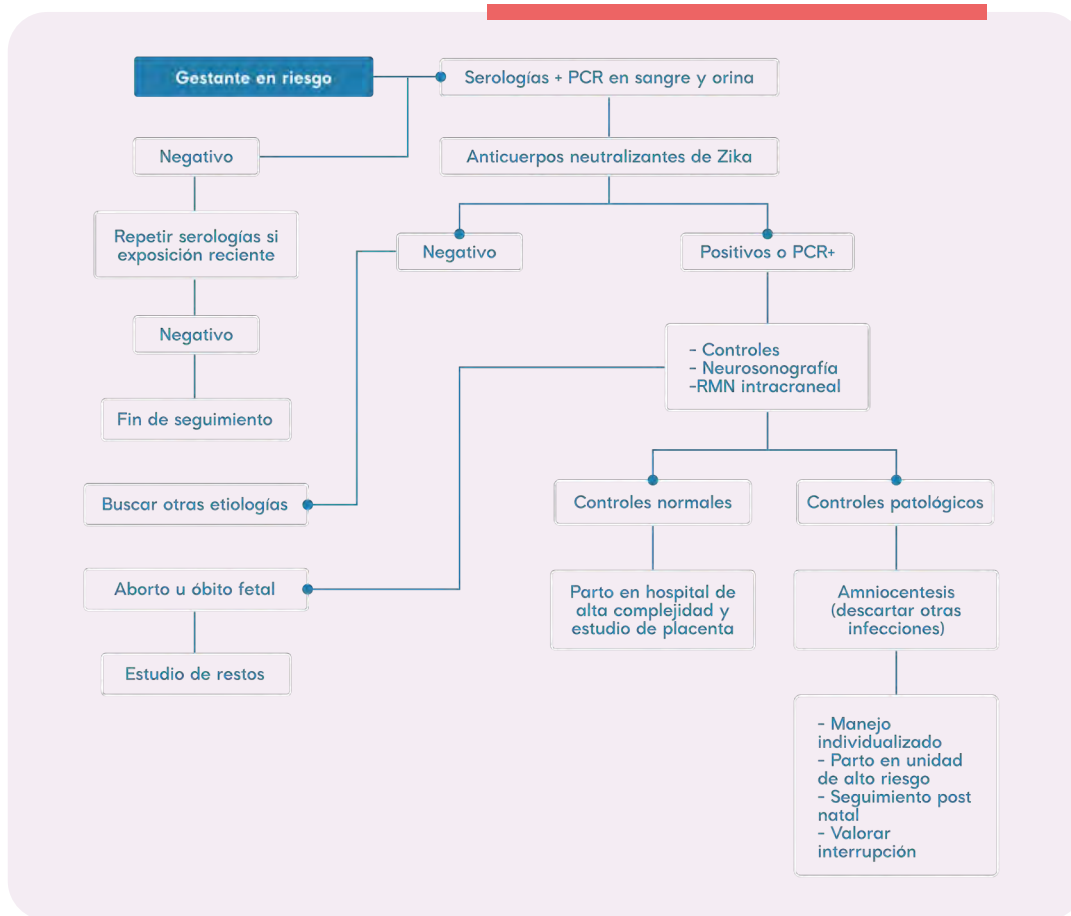 Gestante en riesgo
Serologías + PCR en sangre y orina
Negativo
Anticuerpos neutralizantes de Zika
Repetir serologías si
exposición reciente
Negativo
Positivos o PCR+
Negativo
- Controles
- Neurosonografía
-RMN intracraneal
Fin de seguimiento
Buscar otras etiologías
Controles normales
Controles patológicos
Aborto u óbito fetal
Parto en hospital de
alta complejidad y
estudio de placenta
Amniocentesis
(descartar otras
infecciones)
Estudio de restos
- Manejo
individualizado
- Parto en unidad
de alto riesgo
- Seguimiento post
natal
- Valorar
interrupción